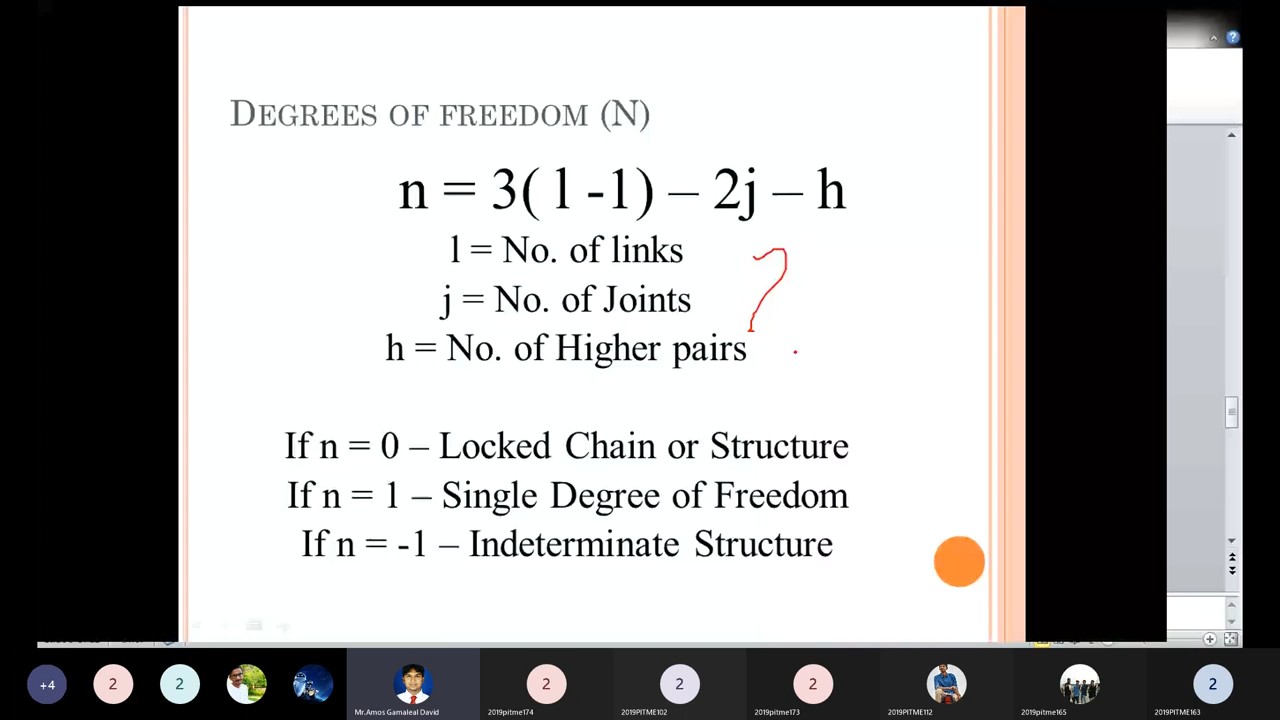 DEGREES OF FREEDOM (N)
n = 3( l -1) – 2j – h
l = No. of links
j = No. of Joints
h = No. of Higher pairs
If n = 0 – Locked Chain or Structure
If n = 1 – Single Degree of Freedom
If n = -1 – Indeterminate Structure
+4
2
2
Mr.Amos Gamaleal David
2
2019pitme174
2
2019PITME102
2
2019pitme173
2019PITME112
2019pitme165
2
2019PITME163